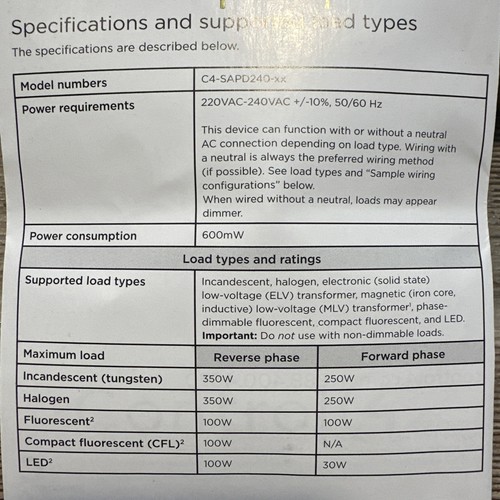 Specifications and supported load types
The specifications are described below.
Model numbers C4-SAPD240-xx
Power requirements 220VAC-240VAC +/-10%, 50/60 Hz
This device can function with or without a neutral
AC connection depending on load type. Wiring with
a neutral is always the preferred wiring method
(if possible). See load types and “Sample wiring
configurations” below.
When wired without a neutral, loads may appear
dimmer.
Power consumption 600mW
Load types and ratings
Supported load types Incandescent, halogen, electronic (solid state)
low-voltage (ELV) transformer, magnetic (iron core,
inductive) low-voltage (MLV) transformer¹, phase-
dimmable fluorescent, compact fluorescent, and LED.
Important: Do not use with non-dimmable loads.
Maximum load Reverse phase Forward phase
Incandescent (tungsten) 350W 250W
Halogen 350W 250W
Fluorescent² 100W 100W
Compact fluorescent (CFL)² 100W N/A
LED² 100W 30W